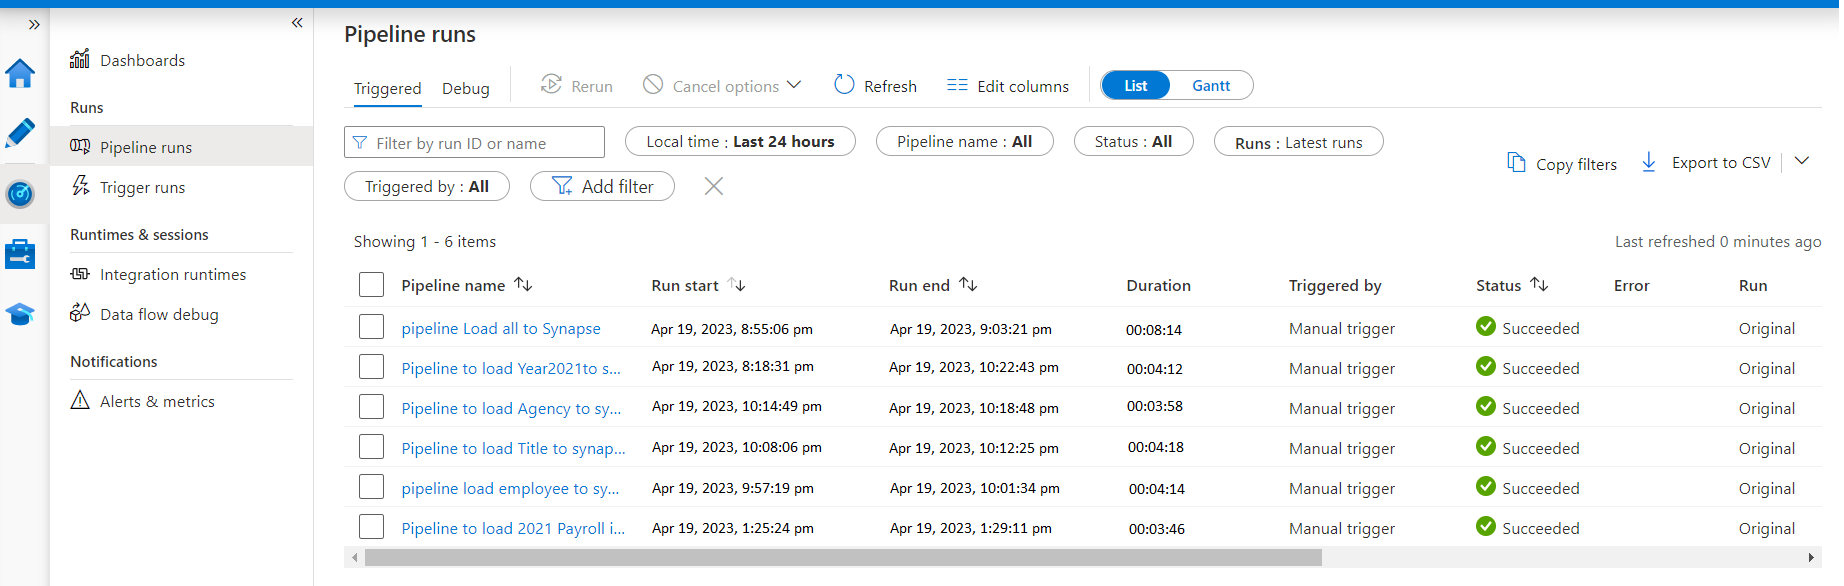 Pipeline runs
Dashboards
Runs
Pipeline runs
Trigger runs
Runtimes & sessions
Integration runtimes
Data flow debug
Notifications
Alerts & metrics
Triggered Debug Rerun Cancel options Refresh Edit columns List Gantt
Filter by run ID or name Local time : Last 24 hours Pipeline name : All Status : All Runs : Latest runs
Triggered by : All Add filter Copy filters Export to CSV
Showing 1 - 6 items Last refreshed 0 minutes ago
Pipeline name Run start Run end Duration Triggered by Status Error Run
pipeline Load all to Synapse Apr 19, 2023, 8:55:06 pm Apr 19, 2023, 9:03:21 pm 00:08:14 Manual trigger Succeeded Original
Pipeline to load Year2021to s... Apr 19, 2023, 8:18:31 pm Apr 19, 2023, 10:22:43 pm 00:04:12 Manual trigger Succeeded Original
Pipeline to load Agency to sy... Apr 19, 2023, 10:14:49 pm Apr 19, 2023, 10:18:48 pm 00:03:58 Manual trigger Succeeded Original
Pipeline to load Title to synap... Apr 19, 2023, 10:08:06 pm Apr 19, 2023, 10:12:25 pm 00:04:18 Manual trigger Succeeded Original
pipeline load employee to sy... Apr 19, 2023, 9:57:19 pm Apr 19, 2023, 10:01:34 pm 00:04:14 Manual trigger Succeeded Original
Pipeline to load 2021 Payroll i... Apr 19, 2023, 1:25:24 pm Apr 19, 2023, 1:29:11 pm 00:03:46 Manual trigger Succeeded Original